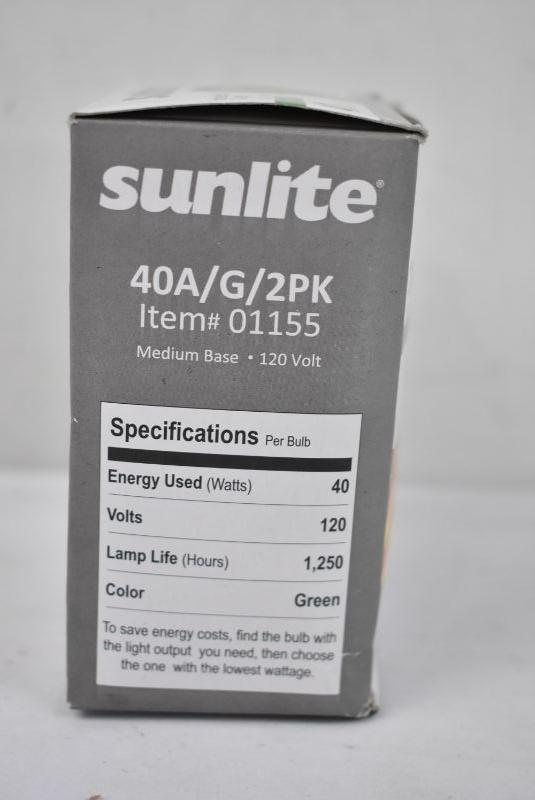 sunlite®
40A/G/2PK
Item# 01155
Medium Base • 120 Volt
Specifications Per Bulb
Energy Used (Watts) 40
Volts 120
Lamp Life (Hours) 1,250
Color Green
To save energy costs, find the bulb with
the light output you need, then choose
the one with the lowest wattage.